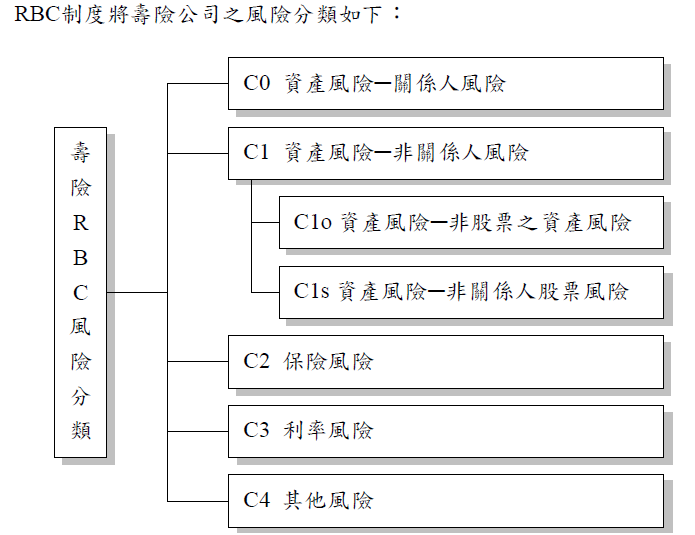 RBC制度將壽險公司之風險分類如下：
壽險RBC風險分類
C0 資產風險─關係人風險
C1 資產風險─非關係人風險
C1o 資產風險─非股票之資產風險
C1s 資產風險─非關係人股票風險
C2 保險風險
C3 利率風險
C4 其他風險